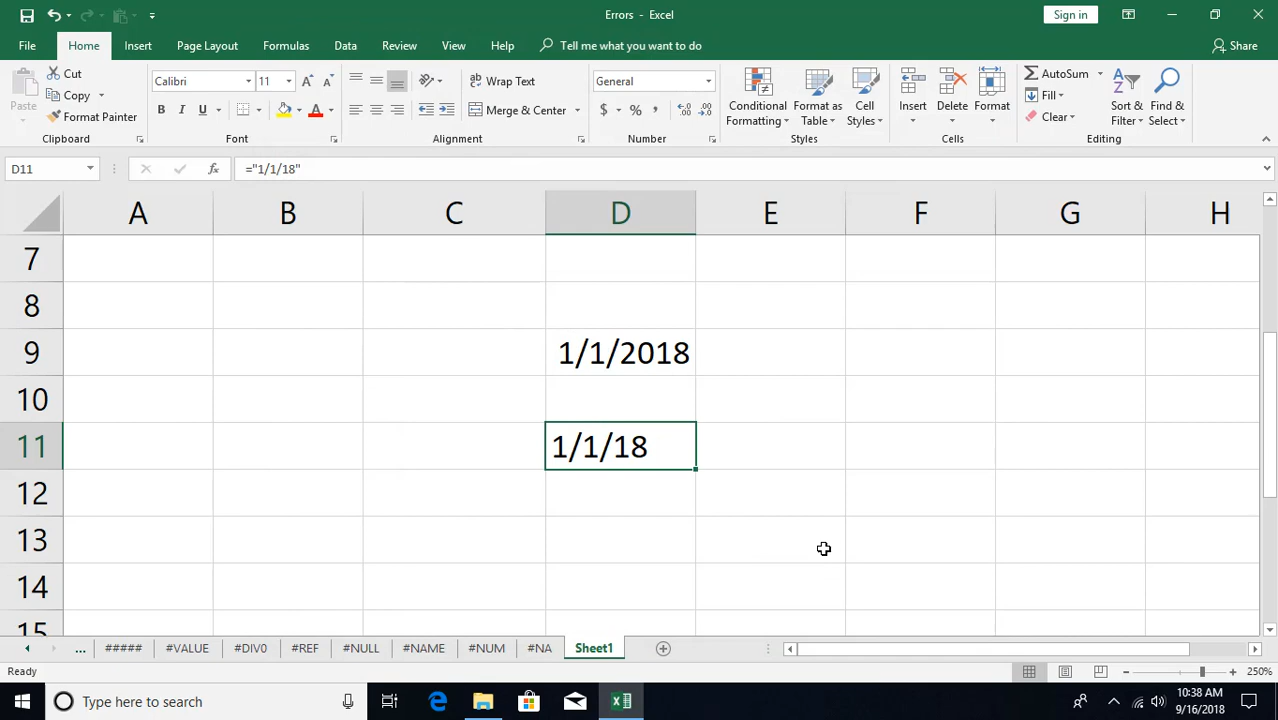 Errors - Excel
Sign in
File Home Insert Page Layout Formulas Data Review View Help Tell me what you want to do Share
Paste
Cut
Copy
Format Painter
Clipboard
Calibri 11 A A
B I U A
Font
ab
Wrap Text
Merge & Center
Alignment
General
$ % , .00 .0
Number
Conditional Formatting
Format as Table
Cell Styles
Styles
Insert
Delete
Format
Cells
AutoSum
Fill
Clear
Sort & Filter
Find & Select
Editing
D11 fx ="1/1/18"
A B C D E F G H
7
8
9 1/1/2018
10
11 1/1/18
12
13
14
15
... ##### #VALUE #DIV0 #REF #NULL #NAME #NUM #NA Sheet1
Ready 250%
Type here to search
10:38 AM
9/16/2018